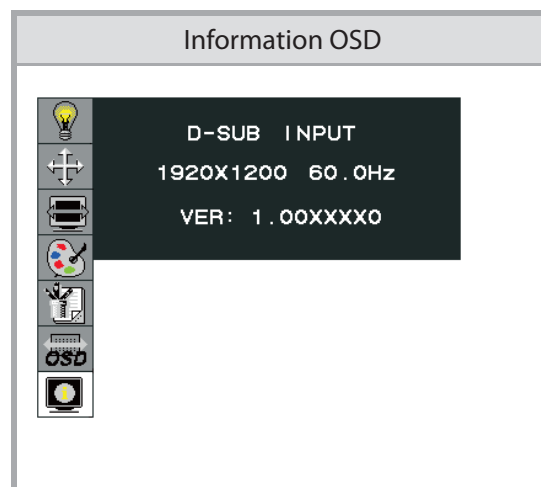 Information OSD
D-SUB INPUT
1920X1200 60.0Hz
VER: 1.00XXXX0
OSD